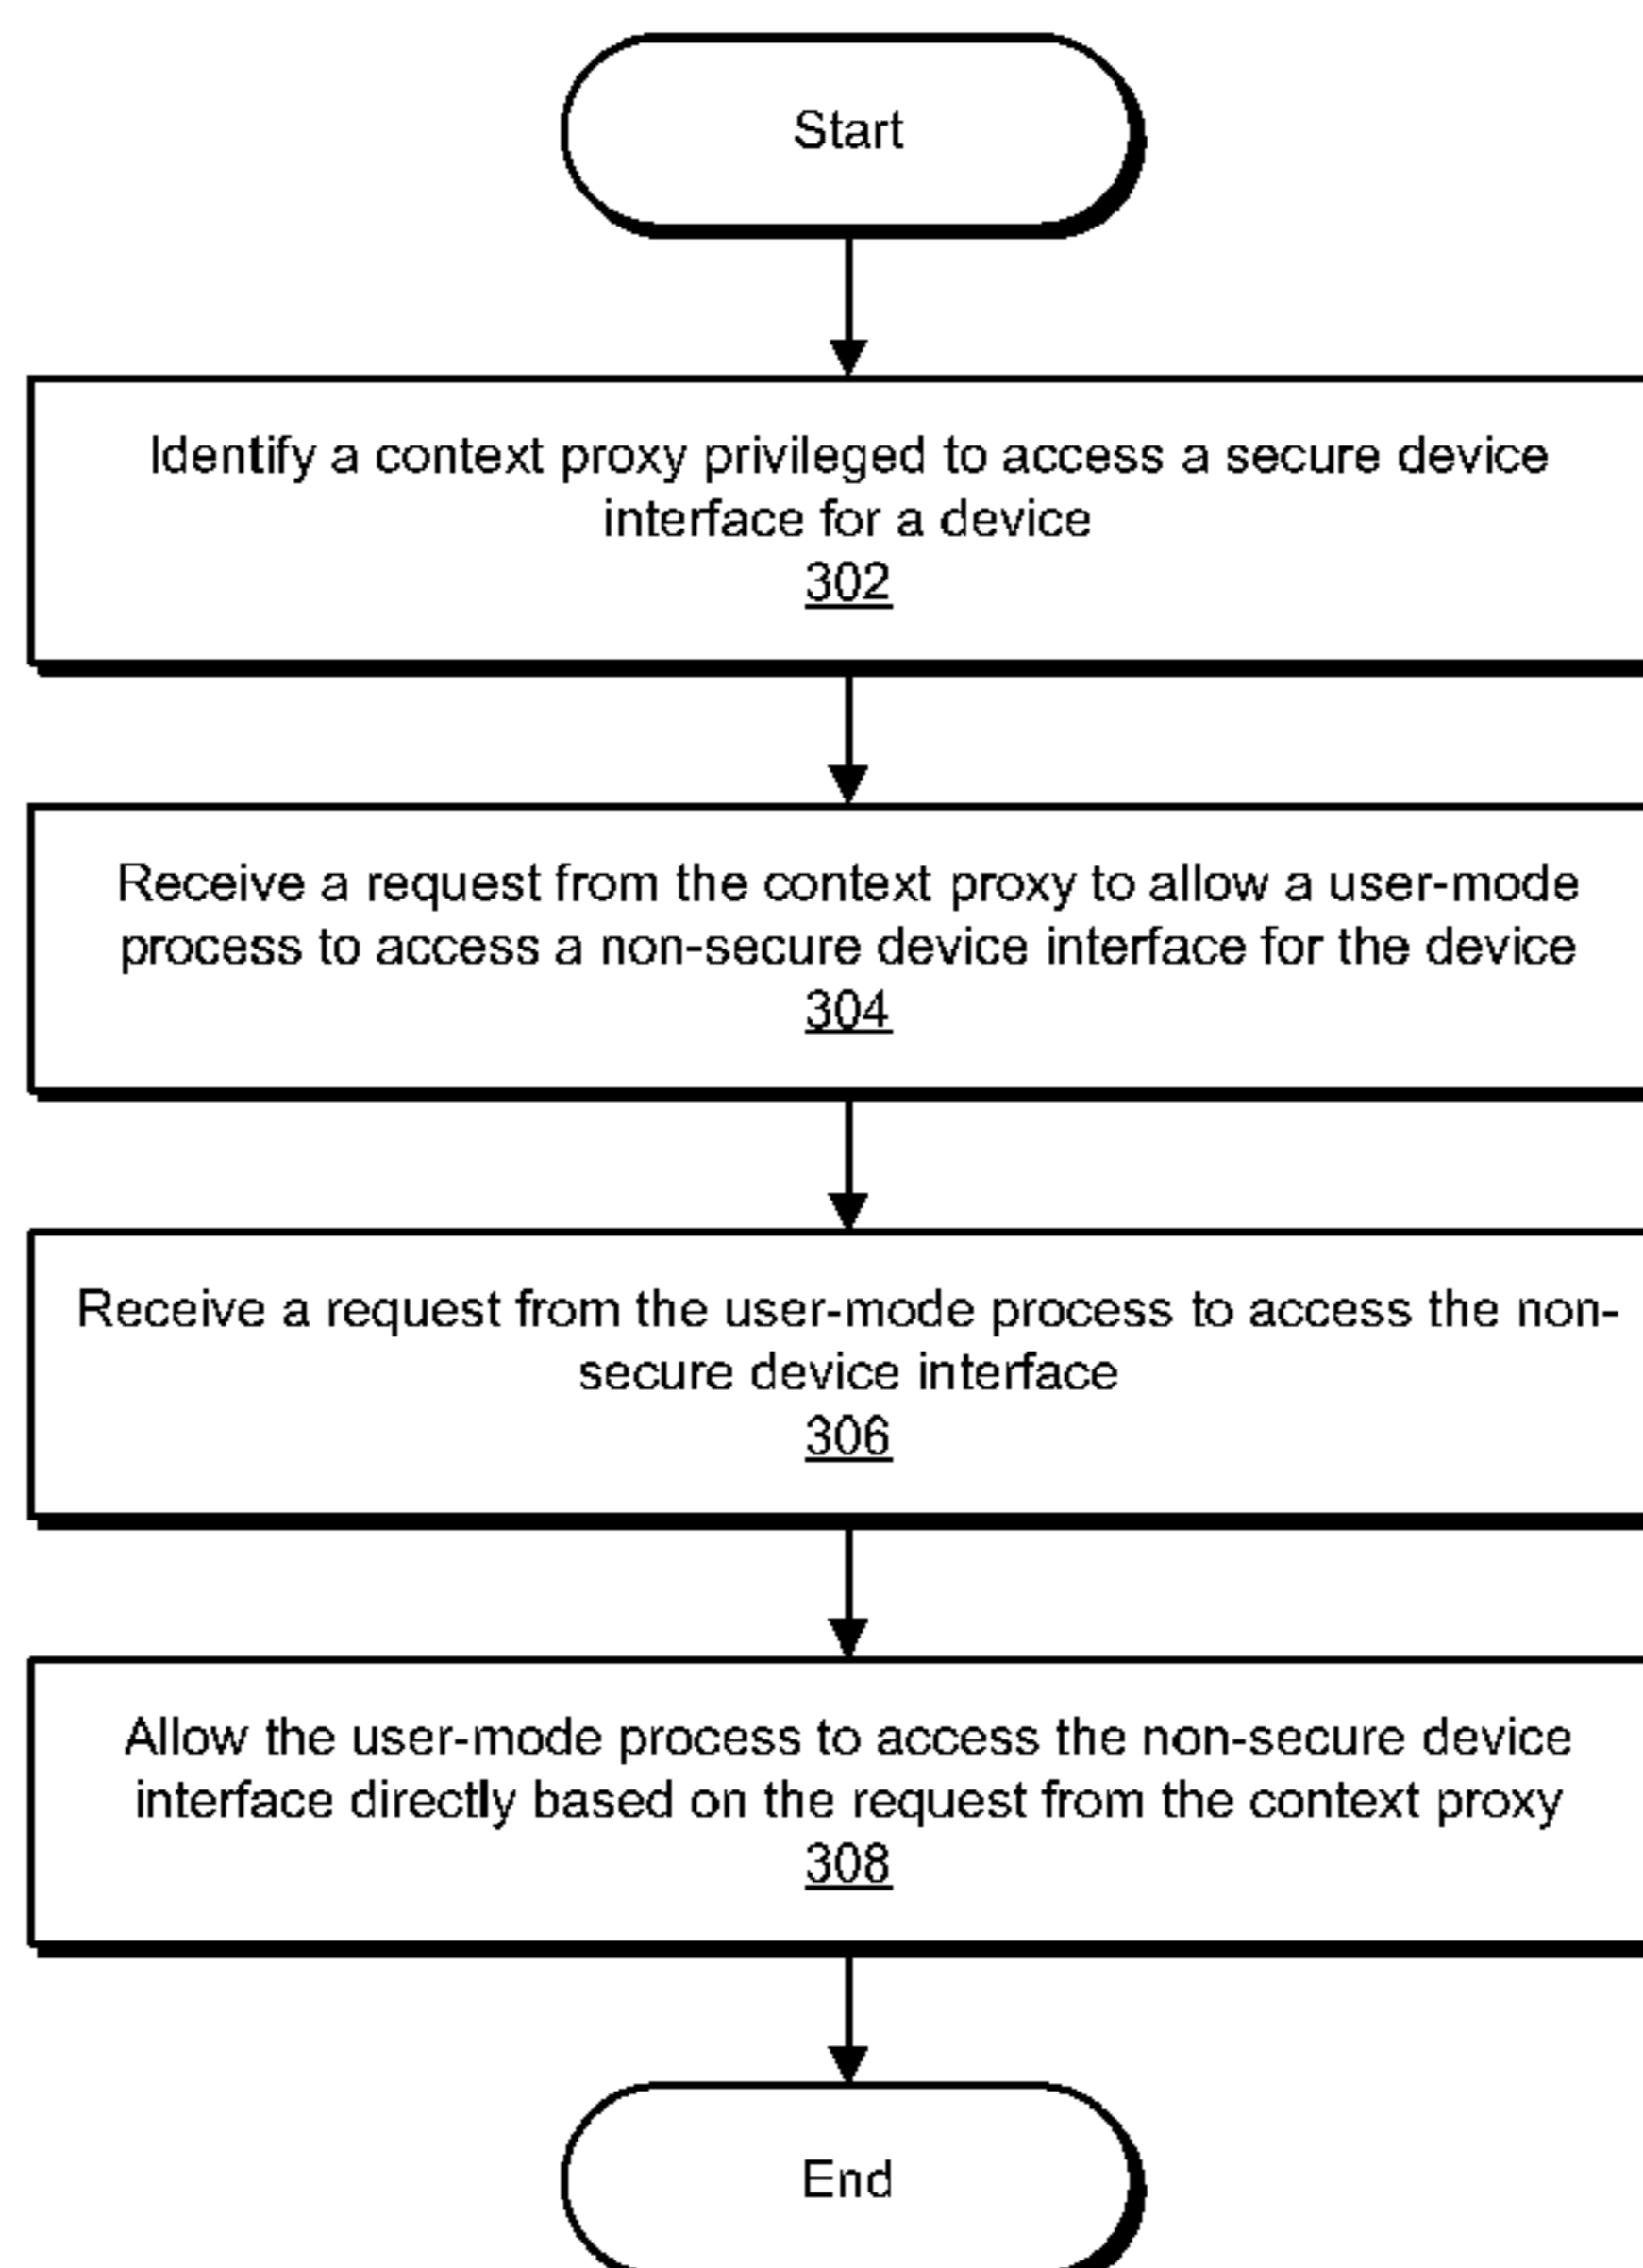 Start
Identify a context proxy privileged to access a secure device
interface for a device
302
Receive a request from the context proxy to allow a user-mode
process to access a non-secure device interface for the device
304
Receive a request from the user-mode process to access the non-
secure device interface
306
Allow the user-mode process to access the non-secure device
interface directly based on the request from the context proxy
308
End